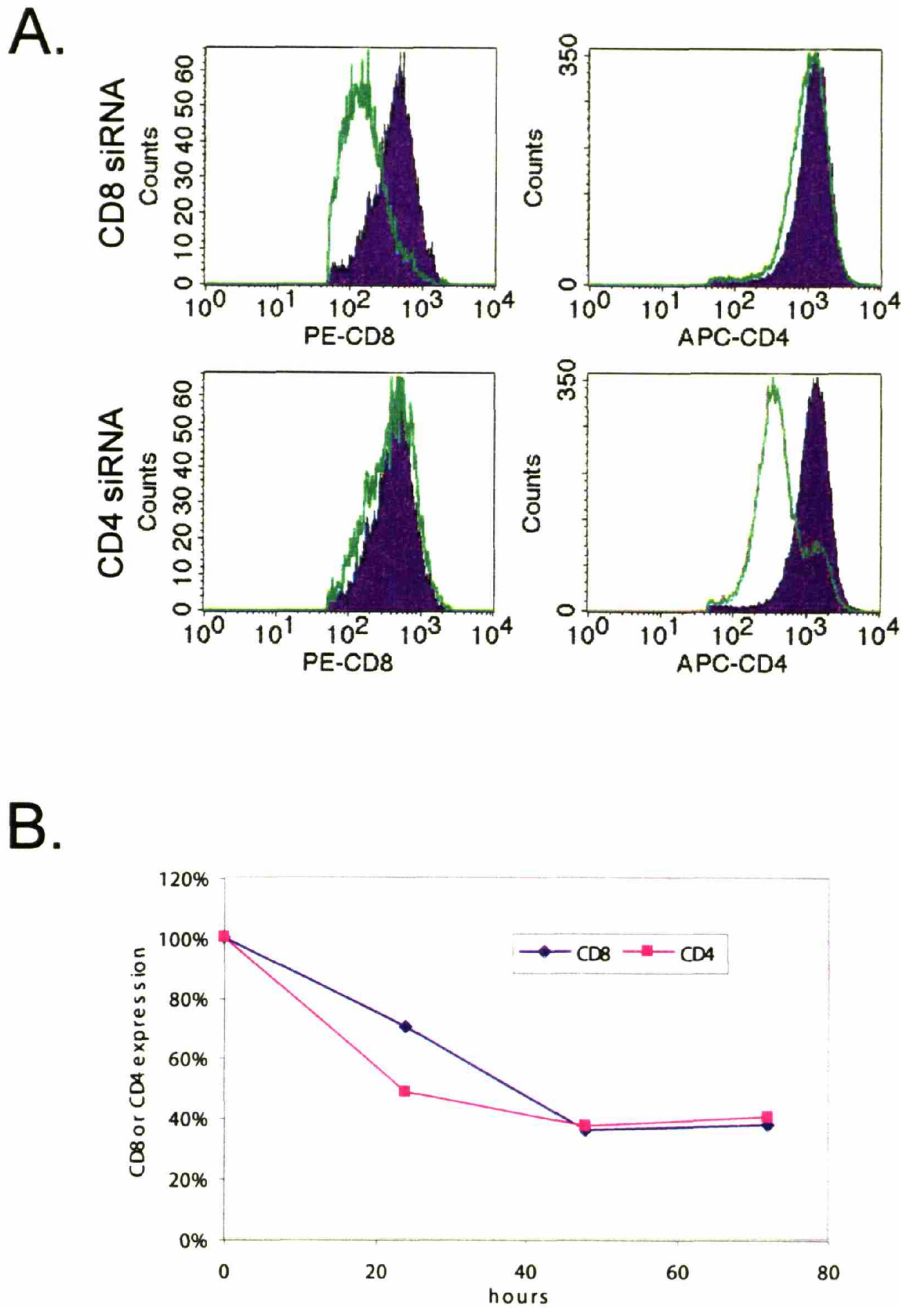 A.
CD8 siRNA
Counts
0 10 20 30 40 50 60
10^0 10^1 10^2 10^3 10^4
PE-CD8
Counts
0 350
10^0 10^1 10^2 10^3 10^4
APC-CD4
CD4 siRNA
Counts
0 10 20 30 40 50 60
10^0 10^1 10^2 10^3 10^4
PE-CD8
Counts
0 350
10^0 10^1 10^2 10^3 10^4
APC-CD4
B.
CD8 or CD4 expression
120%
100%
80%
60%
40%
20%
0%
CD8 CD4
0 20 40 60 80
hours